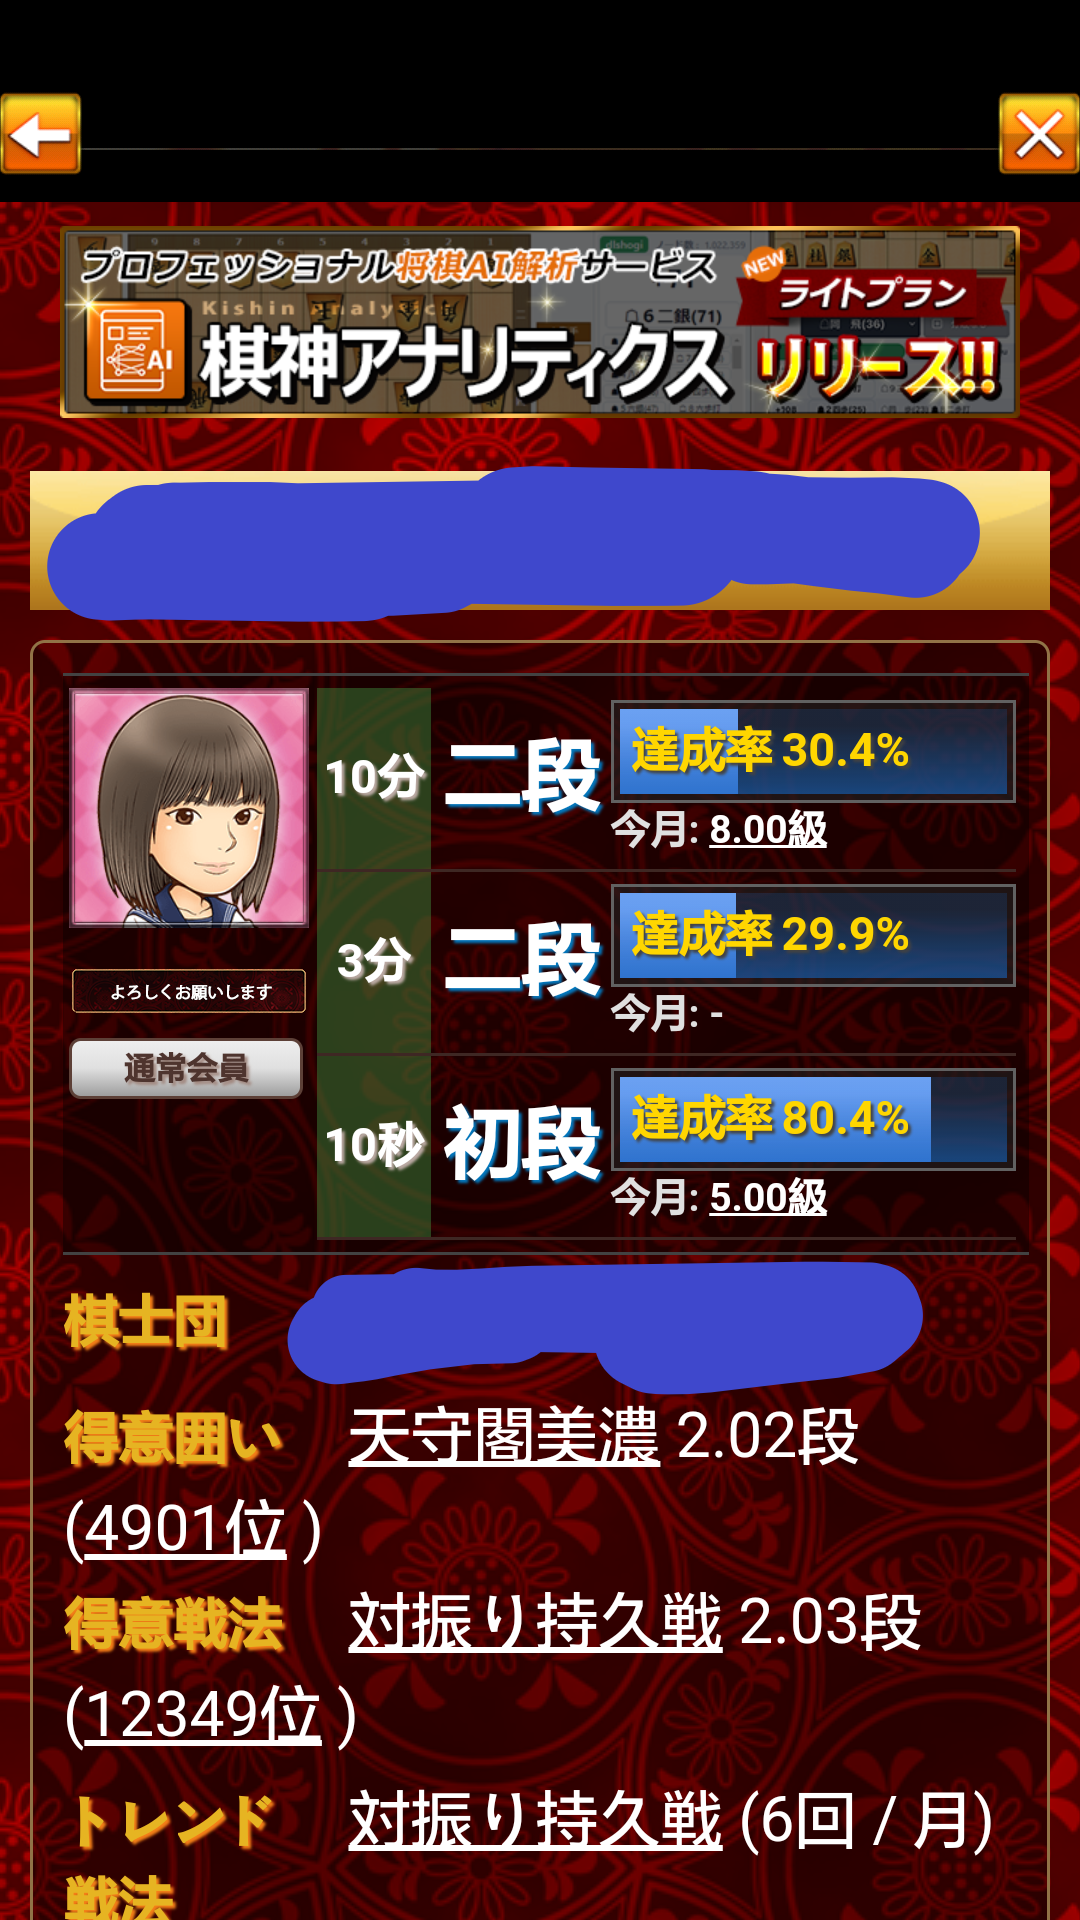 プロフェッショナル将棋AI解析サービス
Kishin Analytics
棋神アナリティクス
AI
NEW
ライトプラン
リリース!!
dlshogi
6二銀(71)
10分 二段 達成率 30.4%
今月: 8.00級
3分 二段 達成率 29.9%
今月: -
10秒 初段 達成率 80.4%
今月: 5.00級
よろしくお願いします
通常会員
棋士団
得意囲い 天守閣美濃 2.02段
(4901位 )
得意戦法 対振り持久戦 2.03段
(12349位 )
トレンド 対振り持久戦 (6回 / 月)
戦法